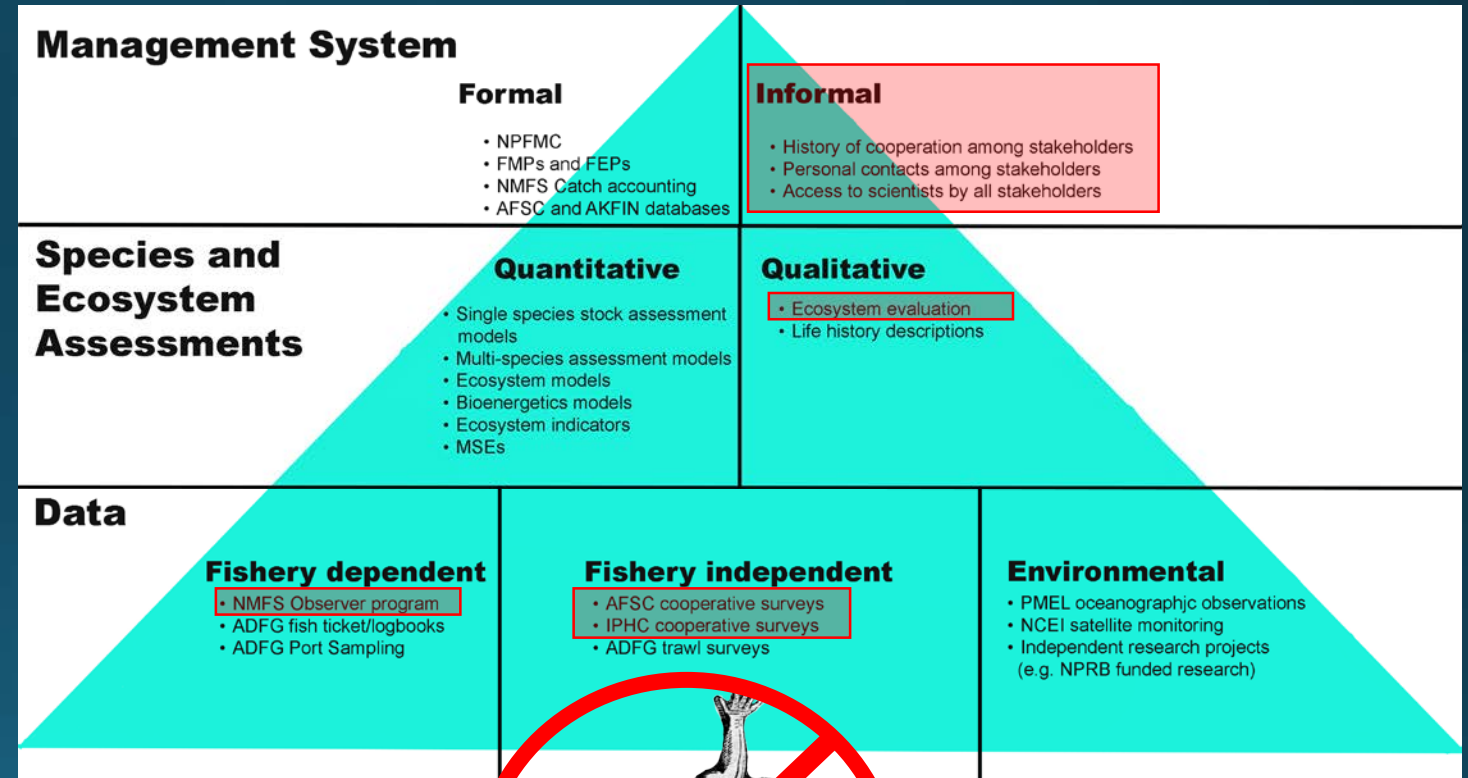 Management System
Formal
• NPFMC
• FMPs and FEPs
• NMFS Catch accounting
• AFSC and AKFIN databases
Informal
• History of cooperation among stakeholders
• Personal contacts among stakeholders
• Access to scientists by all stakeholders
Species and
Ecosystem
Assessments
Quantitative
• Single species stock assessment
models
• Multi-species assessment models
• Ecosystem models
• Bioenergetics models
• Ecosystem indicators
• MSEs
Qualitative
• Ecosystem evaluation
• Life history descriptions
Data
Fishery dependent
• NMFS Observer program
• ADFG fish ticket/logbooks
• ADFG Port Sampling
Fishery independent
• AFSC cooperative surveys
• IPHC cooperative surveys
• ADFG trawl surveys
Environmental
• PMEL oceanographjc observations
• NCEI satellite monitoring
• Independent research projects
(e.g. NPRB funded research)